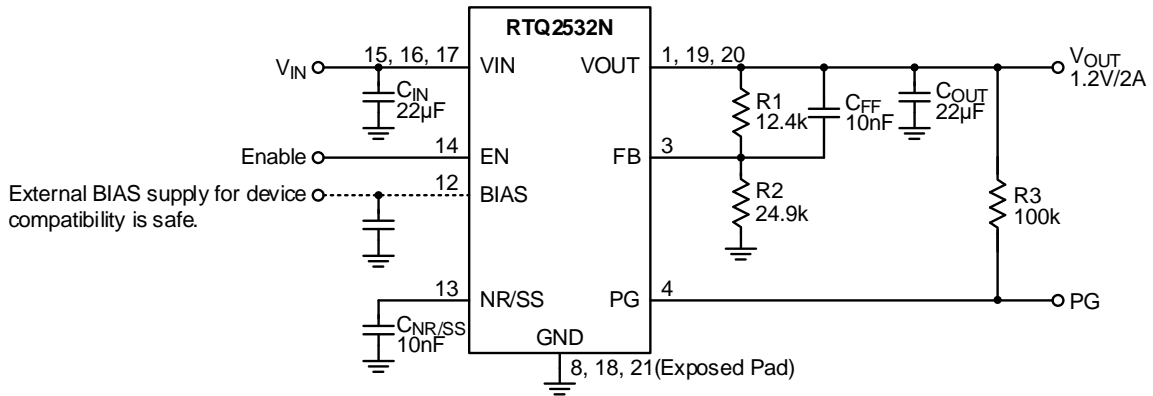 RTQ2532N
VIN
15, 16, 17
VIN
VOUT
1, 19, 20
VOUT
1.2V/2A
CIN
22µF
R1
12.4k
CFF
10nF
COUT
22µF
Enable
14
EN
FB
3
External BIAS supply for device
compatibility is safe.
12
BIAS
R2
24.9k
R3
100k
13
NR/SS
PG
4
PG
CNR/SS
10nF
GND
8, 18, 21(Exposed Pad)